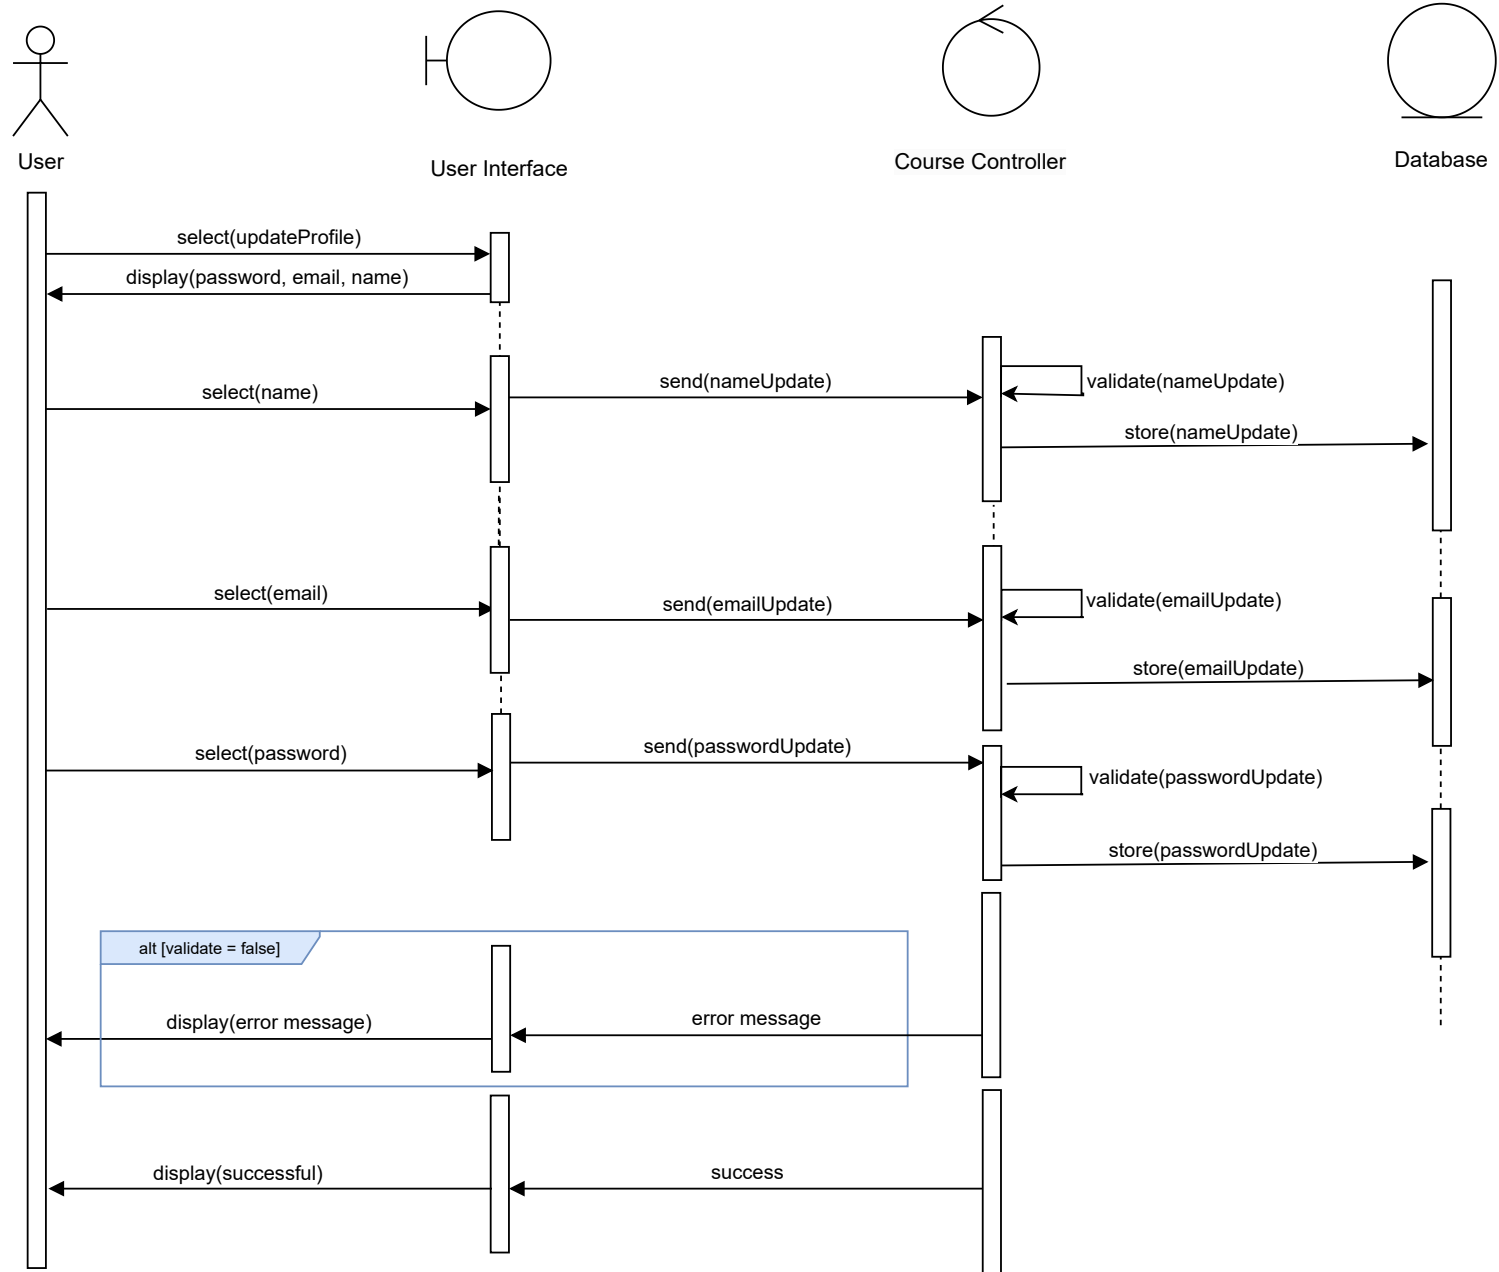 User
User Interface
Course Controller
Database
select(updateProfile)
display(password, email, name)
select(name)
send(nameUpdate)
validate(nameUpdate)
store(nameUpdate)
select(email)
send(emailUpdate)
validate(emailUpdate)
store(emailUpdate)
select(password)
send(passwordUpdate)
validate(passwordUpdate)
store(passwordUpdate)
alt [validate = false]
display(error message)
error message
display(successful)
success